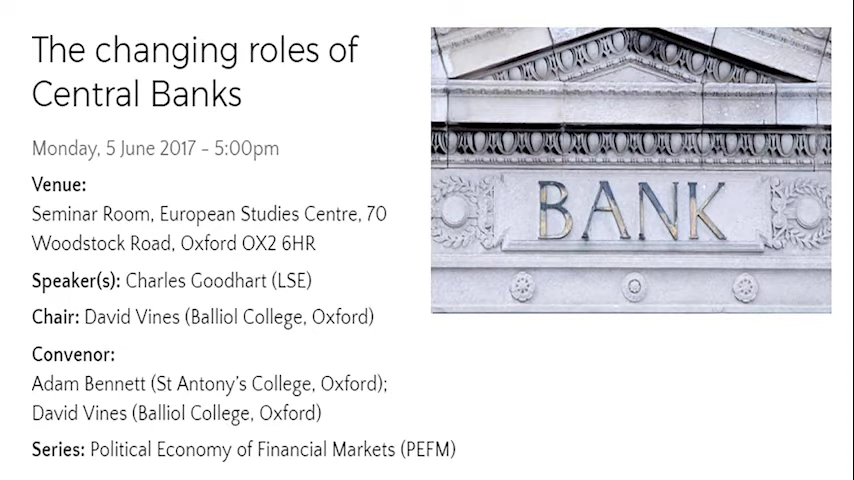 The changing roles of
Central Banks
Monday, 5 June 2017 - 5:00pm
Venue:
Seminar Room, European Studies Centre, 70
Woodstock Road, Oxford OX2 6HR
Speaker(s): Charles Goodhart (LSE)
Chair: David Vines (Balliol College, Oxford)
Convenor:
Adam Bennett (St Antony's College, Oxford);
David Vines (Balliol College, Oxford)
Series: Political Economy of Financial Markets (PEFM)
BANK